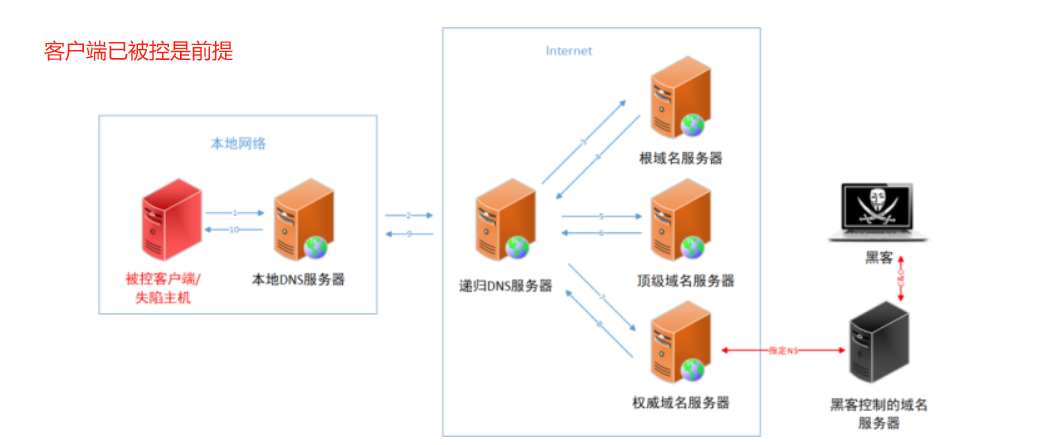 客户端已被控是前提
Internet
本地网络
根域名服务器
1
10
2
9
3
4
5
6
7
8
被控客户端/
失陷主机
本地DNS服务器
递归DNS服务器
顶级域名服务器
黑客
C&C
指定NS
权威域名服务器
黑客控制的域名
服务器